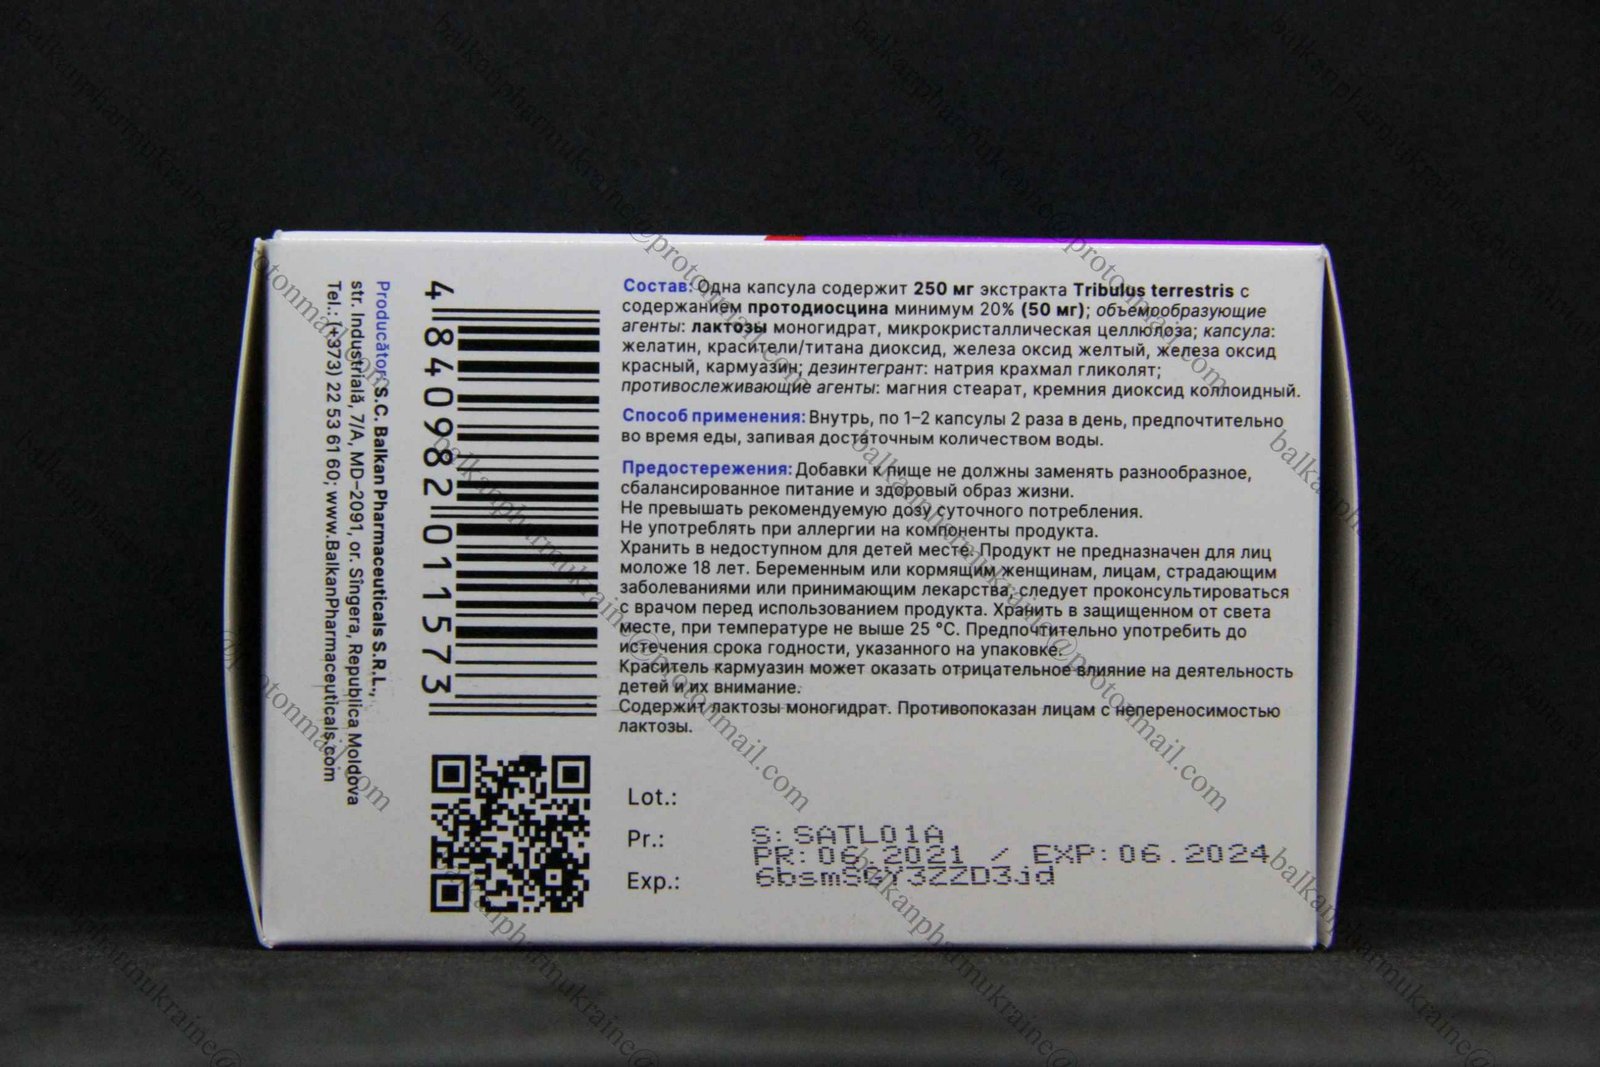 Состав: Одна капсула содержит 250 мг экстракта Tribulus terrestris с
содержанием протодиосцина минимум 20% (50 мг); объемообразующие
агенты: лактозы моногидрат, микрокристаллическая целлюлоза; капсула:
желатин, красители/титана диоксид, железа оксид желтый, железа оксид
красный, кармуазин; дезинтегрант: натрия крахмал гликолят;
противослеживающие агенты: магния стеарат, кремния диоксид коллоидный.
Способ применения: Внутрь, по 1–2 капсулы 2 раза в день, предпочтительно
во время еды, запивая достаточным количеством воды.
Предостережения: Добавки к пище не должны заменять разнообразное,
сбалансированное питание и здоровый образ жизни.
Не превышать рекомендуемую дозу суточного потребления.
Не употреблять при аллергии на компоненты продукта.
Хранить в недоступном для детей месте. Продукт не предназначен для лиц
моложе 18 лет. Беременным или кормящим женщинам, лицам, страдающим
заболеваниями или принимающим лекарства, следует проконсультироваться
с врачом перед использованием продукта. Хранить в защищенном от света
месте, при температуре не выше 25 °С. Предпочтительно употребить до
истечения срока годности, указанного на упаковке.
Краситель кармуазин может оказать отрицательное влияние на деятельность
детей и их внимание.
Содержит лактозы моногидрат. Противопоказан лицам с непереносимостью
лактозы.
Lot.:
Pr.:
Exp.:
S: SATL01A
PR: 06.2021 / EXP: 06.2024
6bsmSGY3ZZD3jd
4 840982 011573
Producător: S.C. Balkan Pharmaceuticals S.R.L.,
str. Industrială, 7/A, MD-2091, or. Sîngera, Republica Moldova
Tel.: (+373) 22 53 61 60; www.BalkanPharmaceuticals.com
balkanpharmukraine@protonmail.com